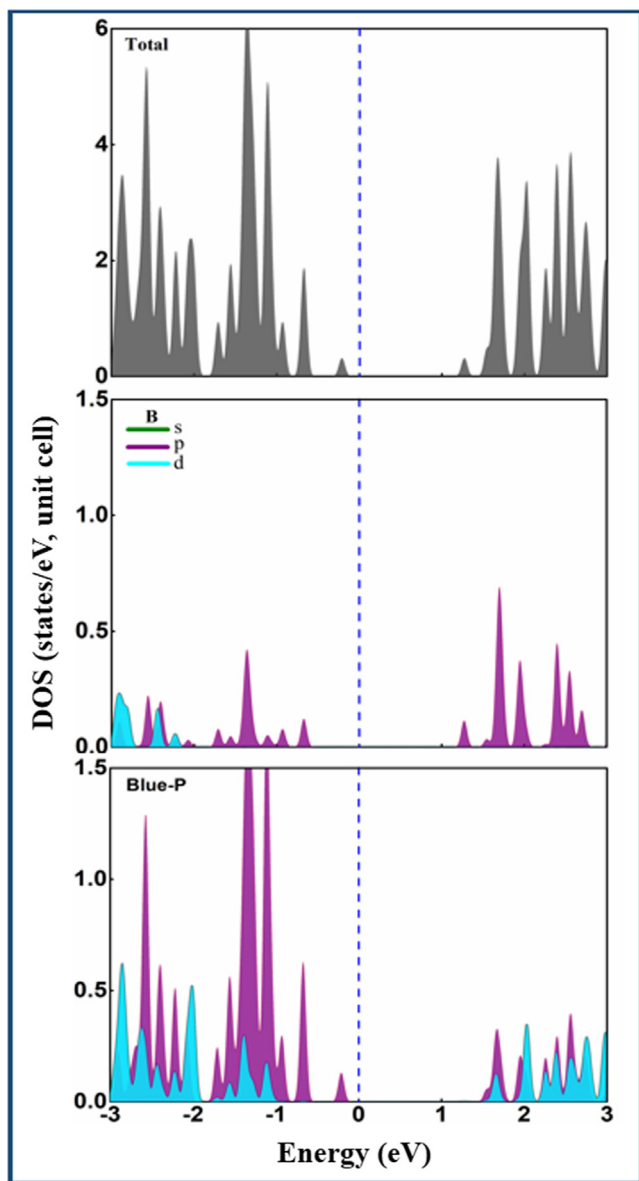 Total
6
4
2
0
DOS (states/eV, unit cell)
B
s
p
d
1.5
1.0
0.5
0.0
Blue-P
1.5
1.0
0.5
0.0
-3 -2 -1 0 1 2 3
Energy (eV)